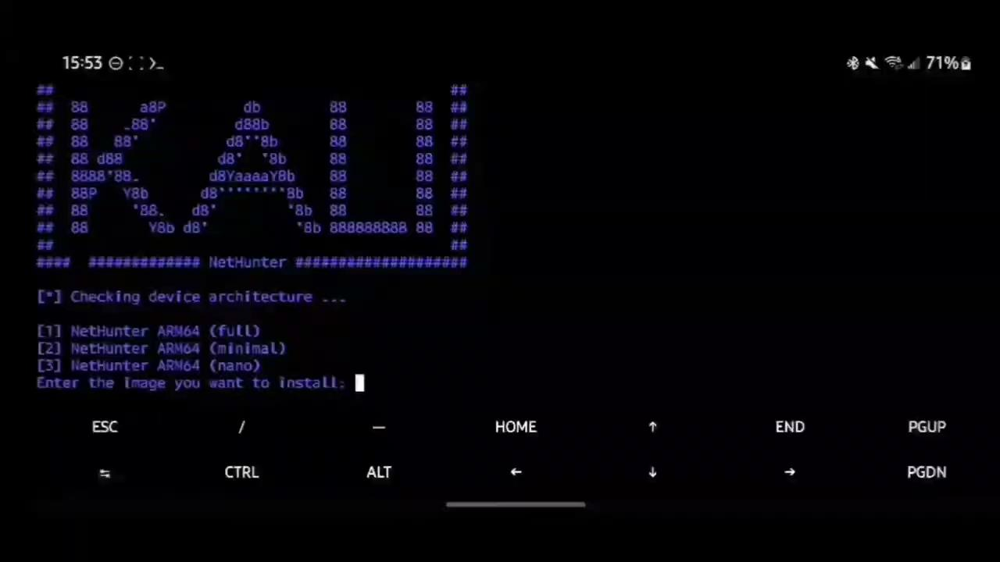 15:53 71%
## ##
## 88 a8P db 88 88 ##
## 88 .88' d88b 88 88 ##
## 88 88' d8''8b 88 88 ##
## 88 d88 d8' '8b 88 88 ##
## 8888'88. d8YaaaaY8b 88 88 ##
## 88P Y8b d8''''''''8b 88 88 ##
## 88 '88. d8' '8b 88 88 ##
## 88 Y8b d8' '8b 888888888 88 ##
## ##
#### ############# NetHunter ####################
[*] Checking device architecture ...
[1] NetHunter ARM64 (full)
[2] NetHunter ARM64 (minimal)
[3] NetHunter ARM64 (nano)
Enter the image you want to install:
ESC / — HOME ↑ END PGUP
⇆ CTRL ALT ← ↓ → PGDN